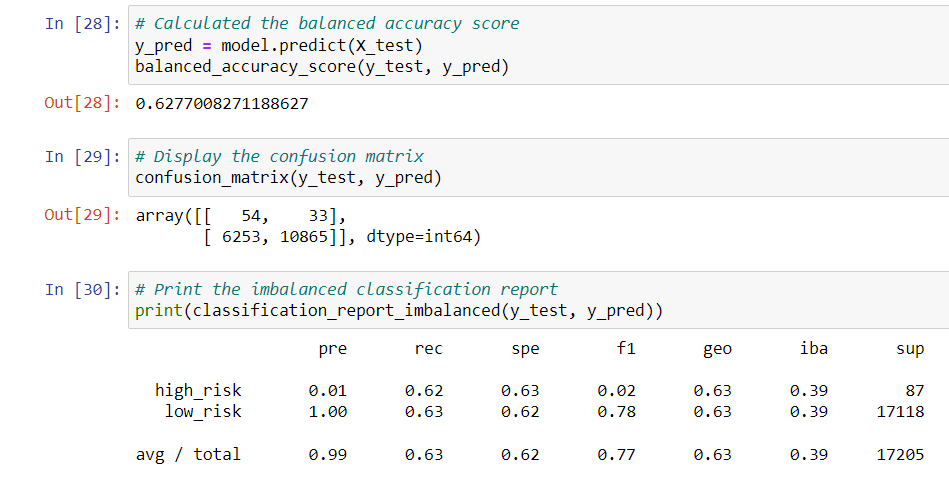 In [28]: # Calculated the balanced accuracy score
y_pred = model.predict(X_test)
balanced_accuracy_score(y_test, y_pred)
Out[28]: 0.6277008271188627
In [29]: # Display the confusion matrix
confusion_matrix(y_test, y_pred)
Out[29]: array([[   54,    33],
       [ 6253, 10865]], dtype=int64)
In [30]: # Print the imbalanced classification report
print(classification_report_imbalanced(y_test, y_pred))
pre rec spe f1 geo iba sup
high_risk 0.01 0.62 0.63 0.02 0.63 0.39 87
low_risk 1.00 0.63 0.62 0.78 0.63 0.39 17118
avg / total 0.99 0.63 0.62 0.77 0.63 0.39 17205